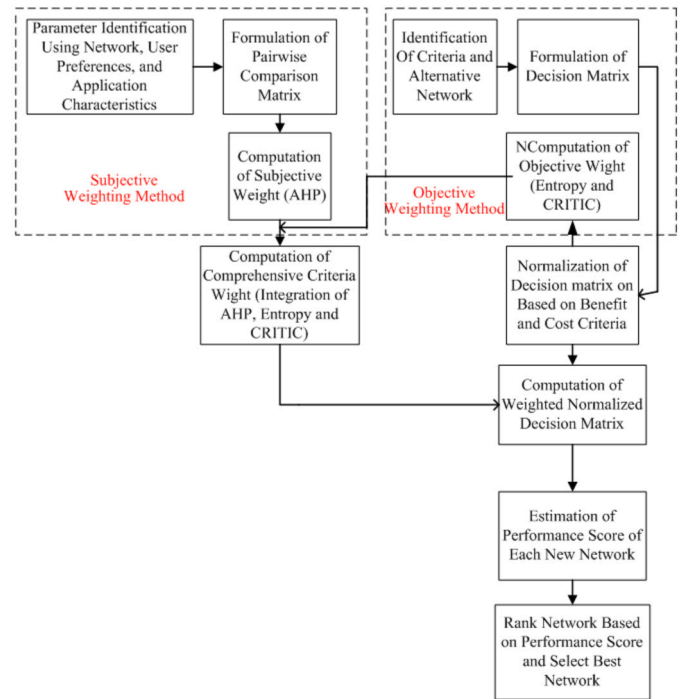 Parameter Identification
Using Network, User
Preferences, and
Application
Characteristics
Formulation of
Pairwise
Comparison
Matrix
Identification
Of Criteria and
Alternative
Network
Formulation of
Decision Matrix
Computation
of Subjective
Weight (AHP)
Subjective
Weighting Method
NComputation of
Objective Wight
(Entropy and
CRITIC)
Objective
Weighting Method
Computation of
Comprehensive Criteria
Wight (Integration of
AHP, Entropy and
CRITIC)
Normalization of
Decision matrix on
Based on Benefit
and Cost Criteria
Computation of
Weighted Normalized
Decision Matrix
Estimation of
Performance Score of
Each New Network
Rank Network Based
on Performance Score
and Select Best
Network